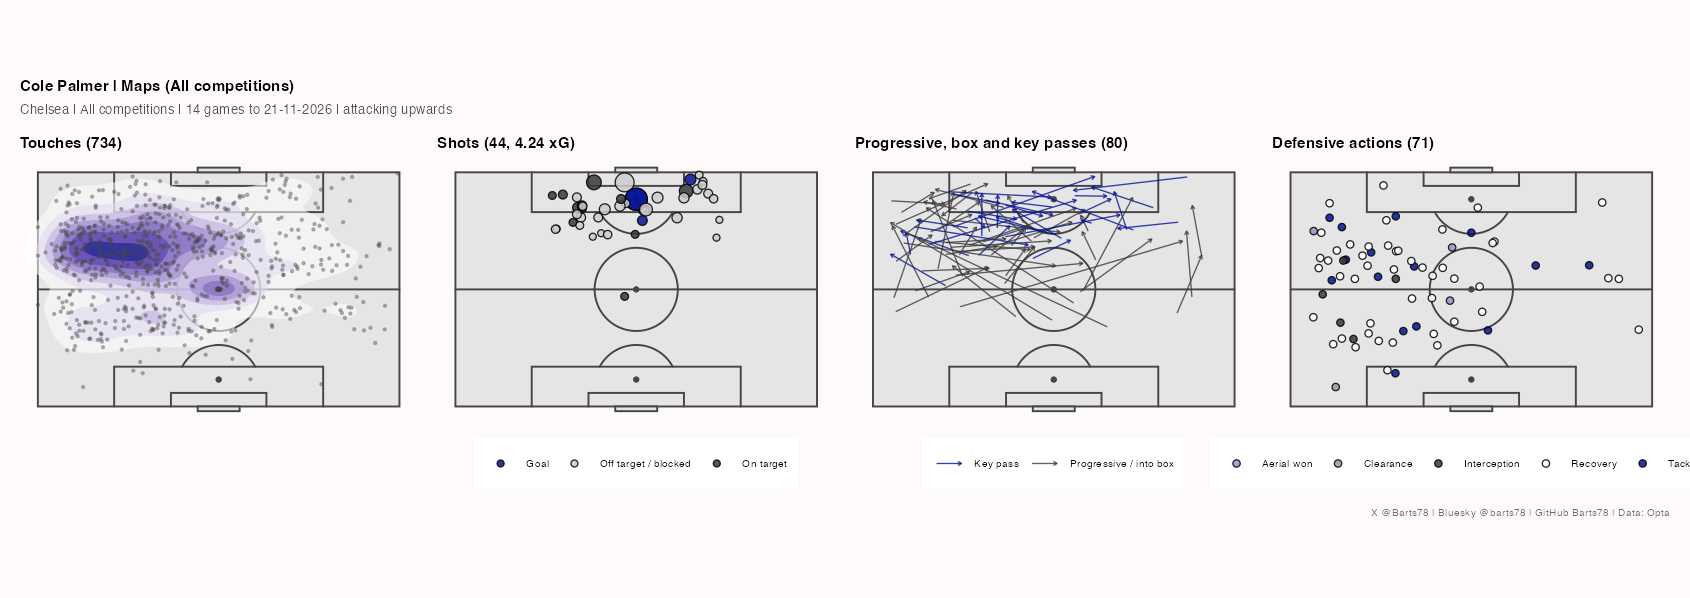 Cole Palmer | Maps (All competitions)
Chelsea | All competitions | 14 games to 21-11-2026 | attacking upwards
Touches (734)
Shots (44, 4.24 xG)
Progressive, box and key passes (80)
Defensive actions (71)
Goal
Off target / blocked
On target
Key pass
Progressive / into box
Aerial won
Clearance
Interception
Recovery
Tack
X @Barts78 | Bluesky @barts78 | GitHub Barts78 | Data: Opta